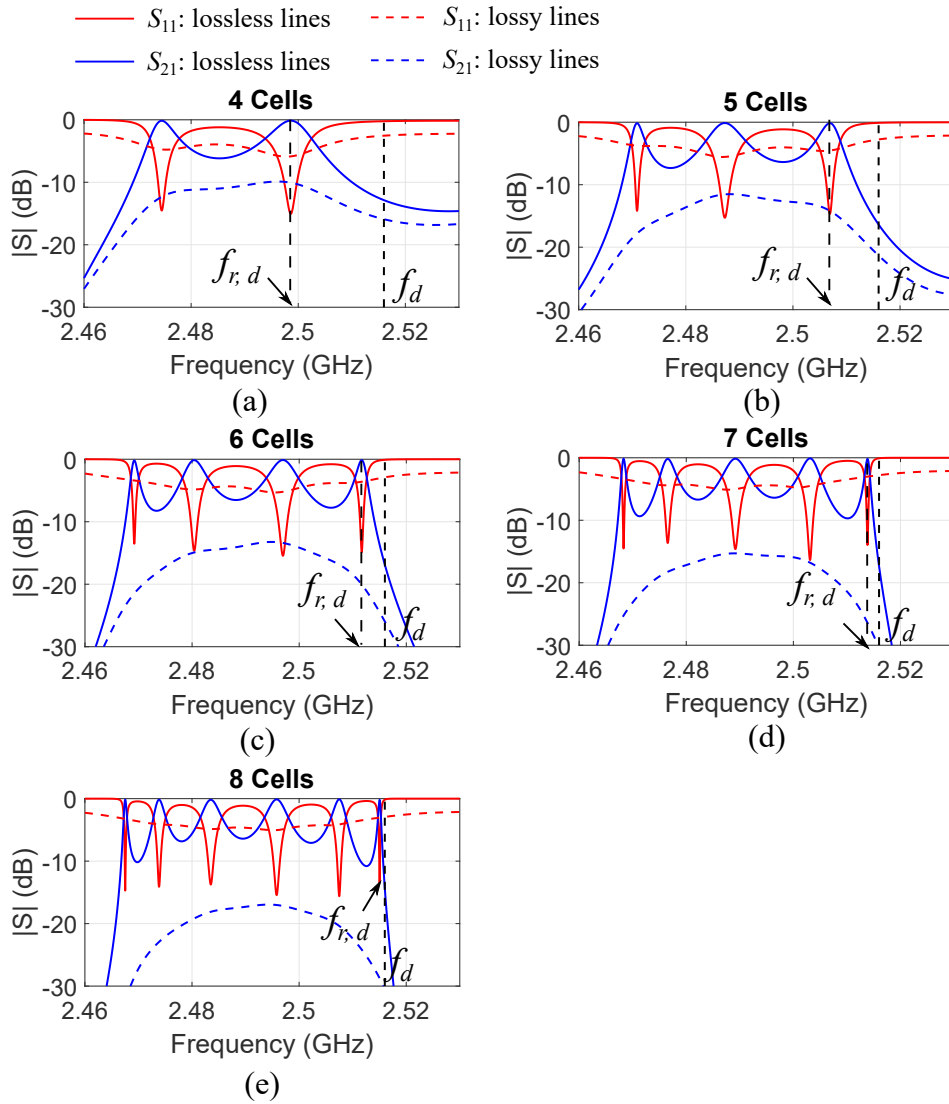 S11: lossless lines S11: lossy lines
S21: lossless lines S21: lossy lines
4 Cells
0
-10
-20
-30
|S| (dB)
fr, d
fd
2.46 2.48 2.5 2.52
Frequency (GHz)
(a)
5 Cells
0
-10
-20
-30
|S| (dB)
fr, d
fd
2.46 2.48 2.5 2.52
Frequency (GHz)
(b)
6 Cells
0
-10
-20
-30
|S| (dB)
fr, d
fd
2.46 2.48 2.5 2.52
Frequency (GHz)
(c)
7 Cells
0
-10
-20
-30
|S| (dB)
fr, d
fd
2.46 2.48 2.5 2.52
Frequency (GHz)
(d)
8 Cells
0
-10
-20
-30
|S| (dB)
fr, d
fd
2.46 2.48 2.5 2.52
Frequency (GHz)
(e)